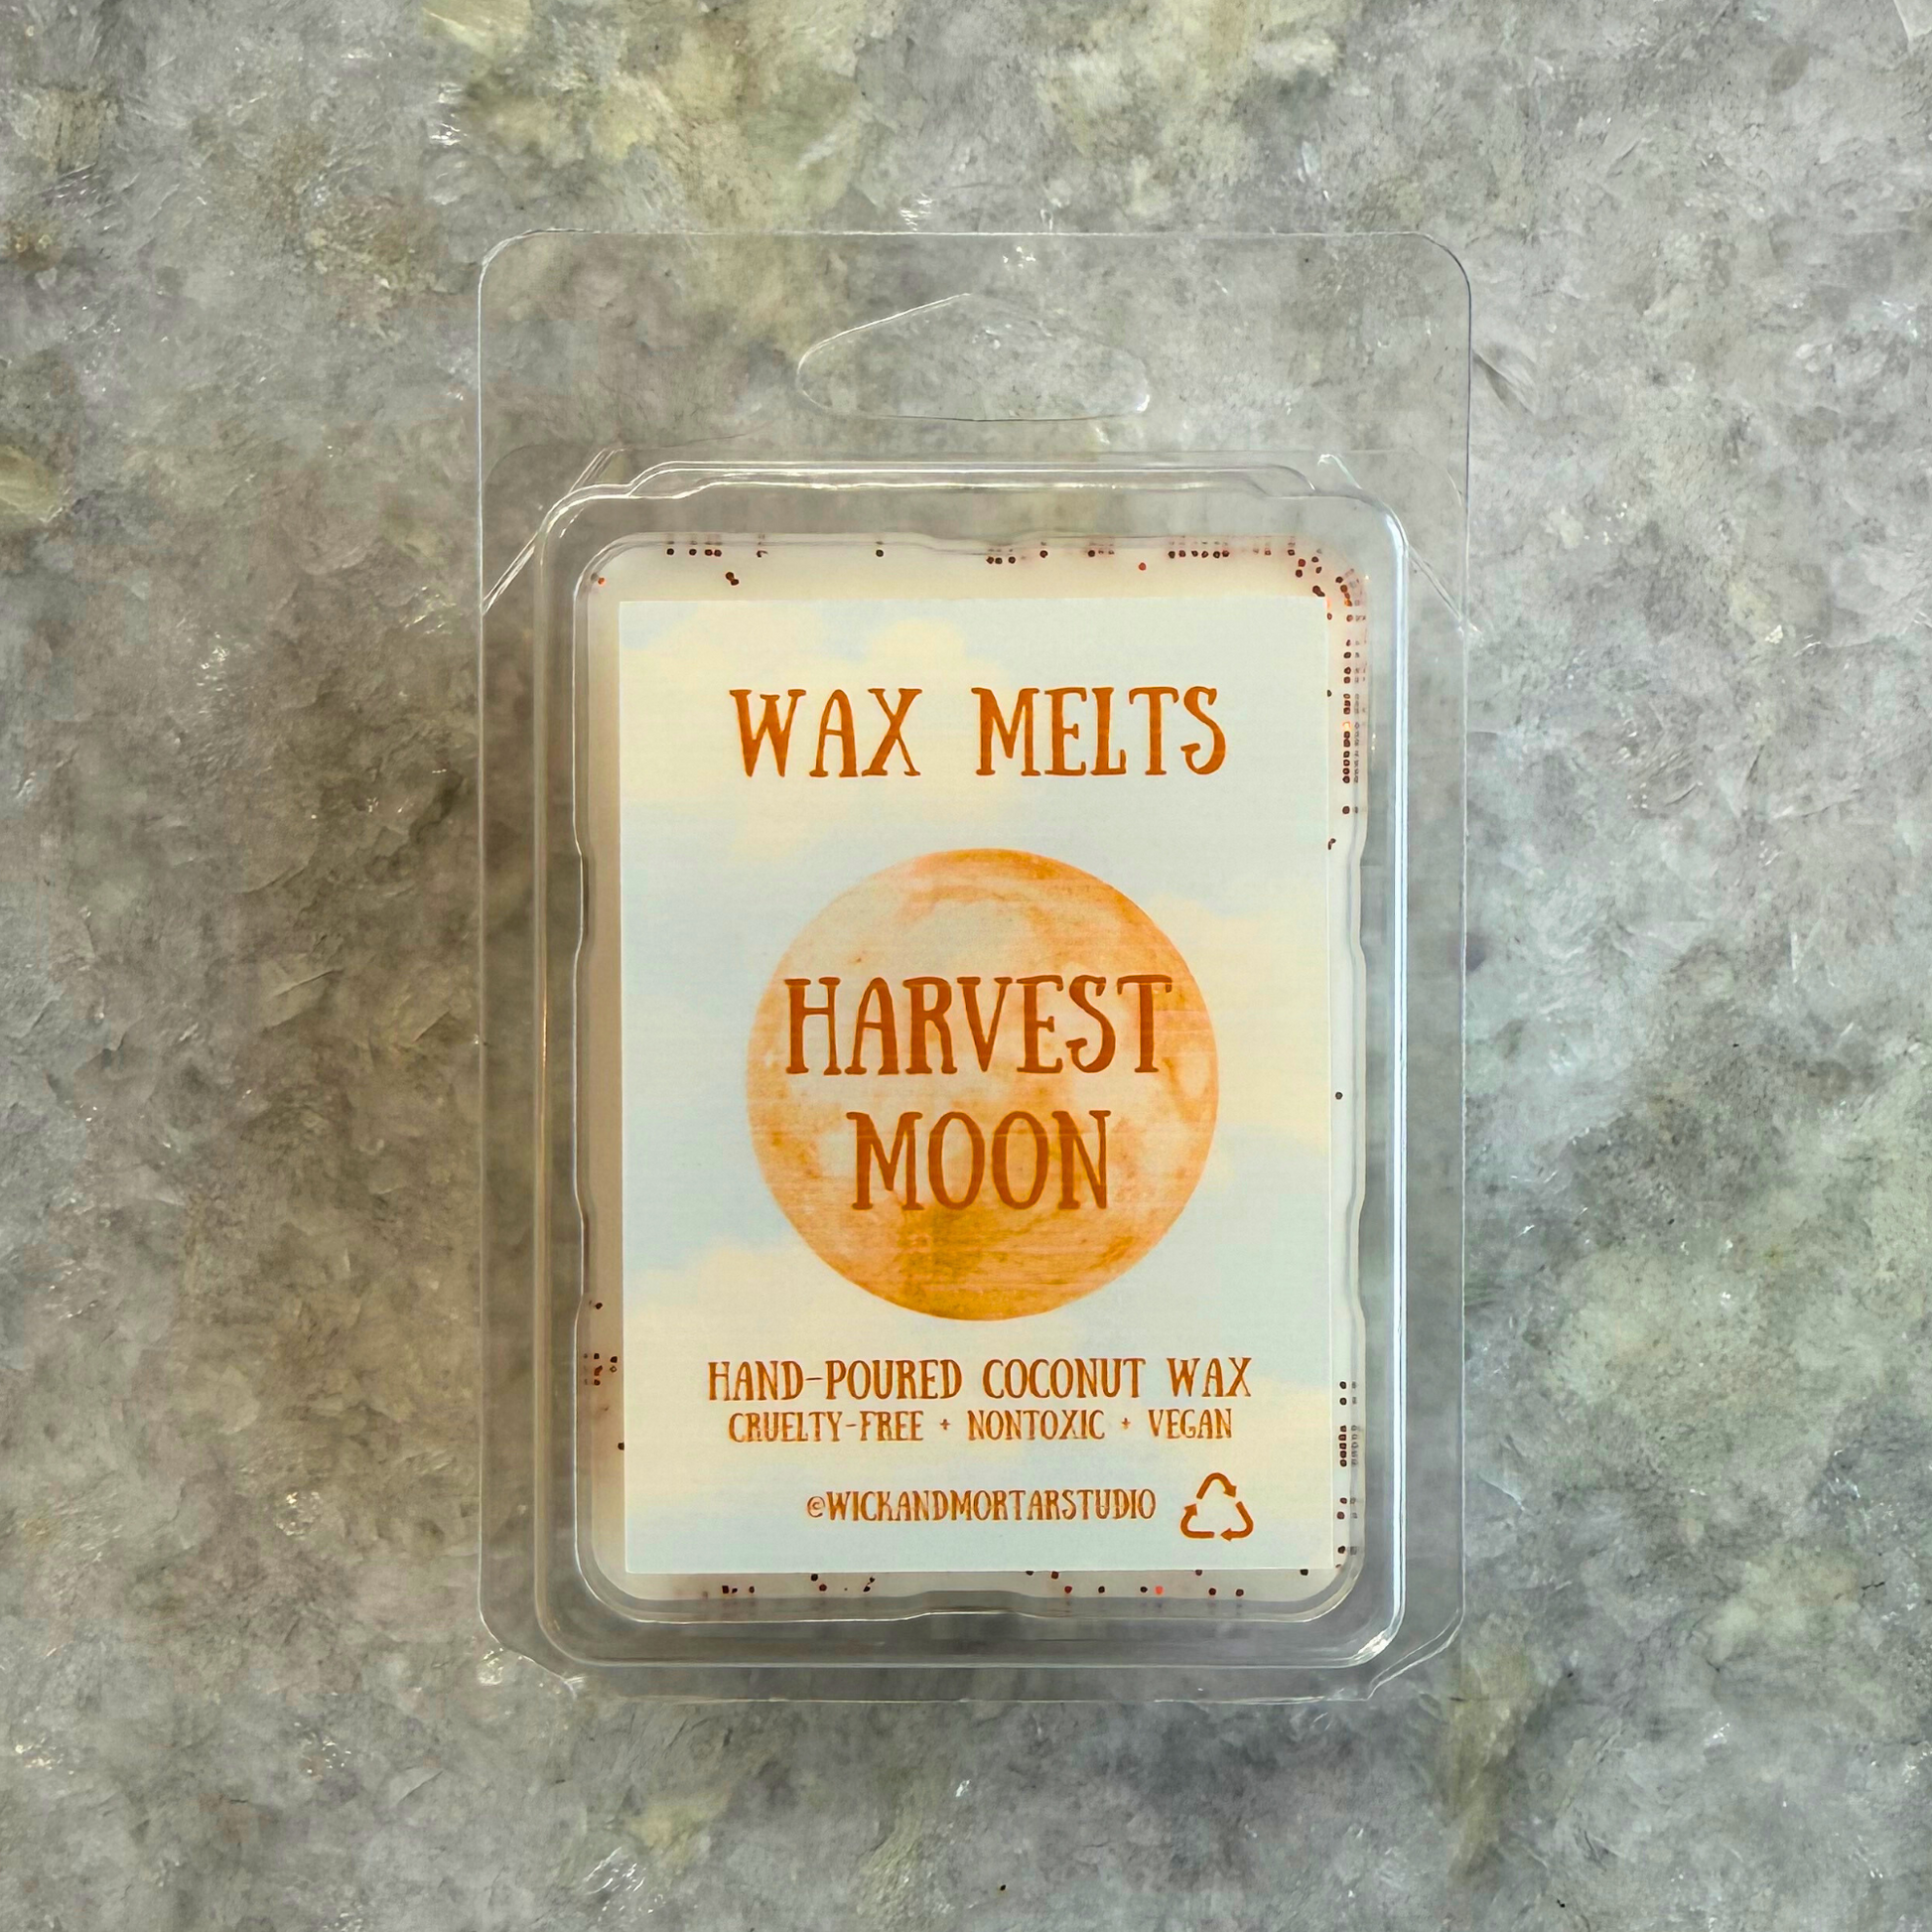 WAX MELTS
HARVEST
MOON
HAND-POURED COCONUT WAX
CRUELTY-FREE + NONTOXIC + VEGAN
@WICKANDMORTARSTUDIO